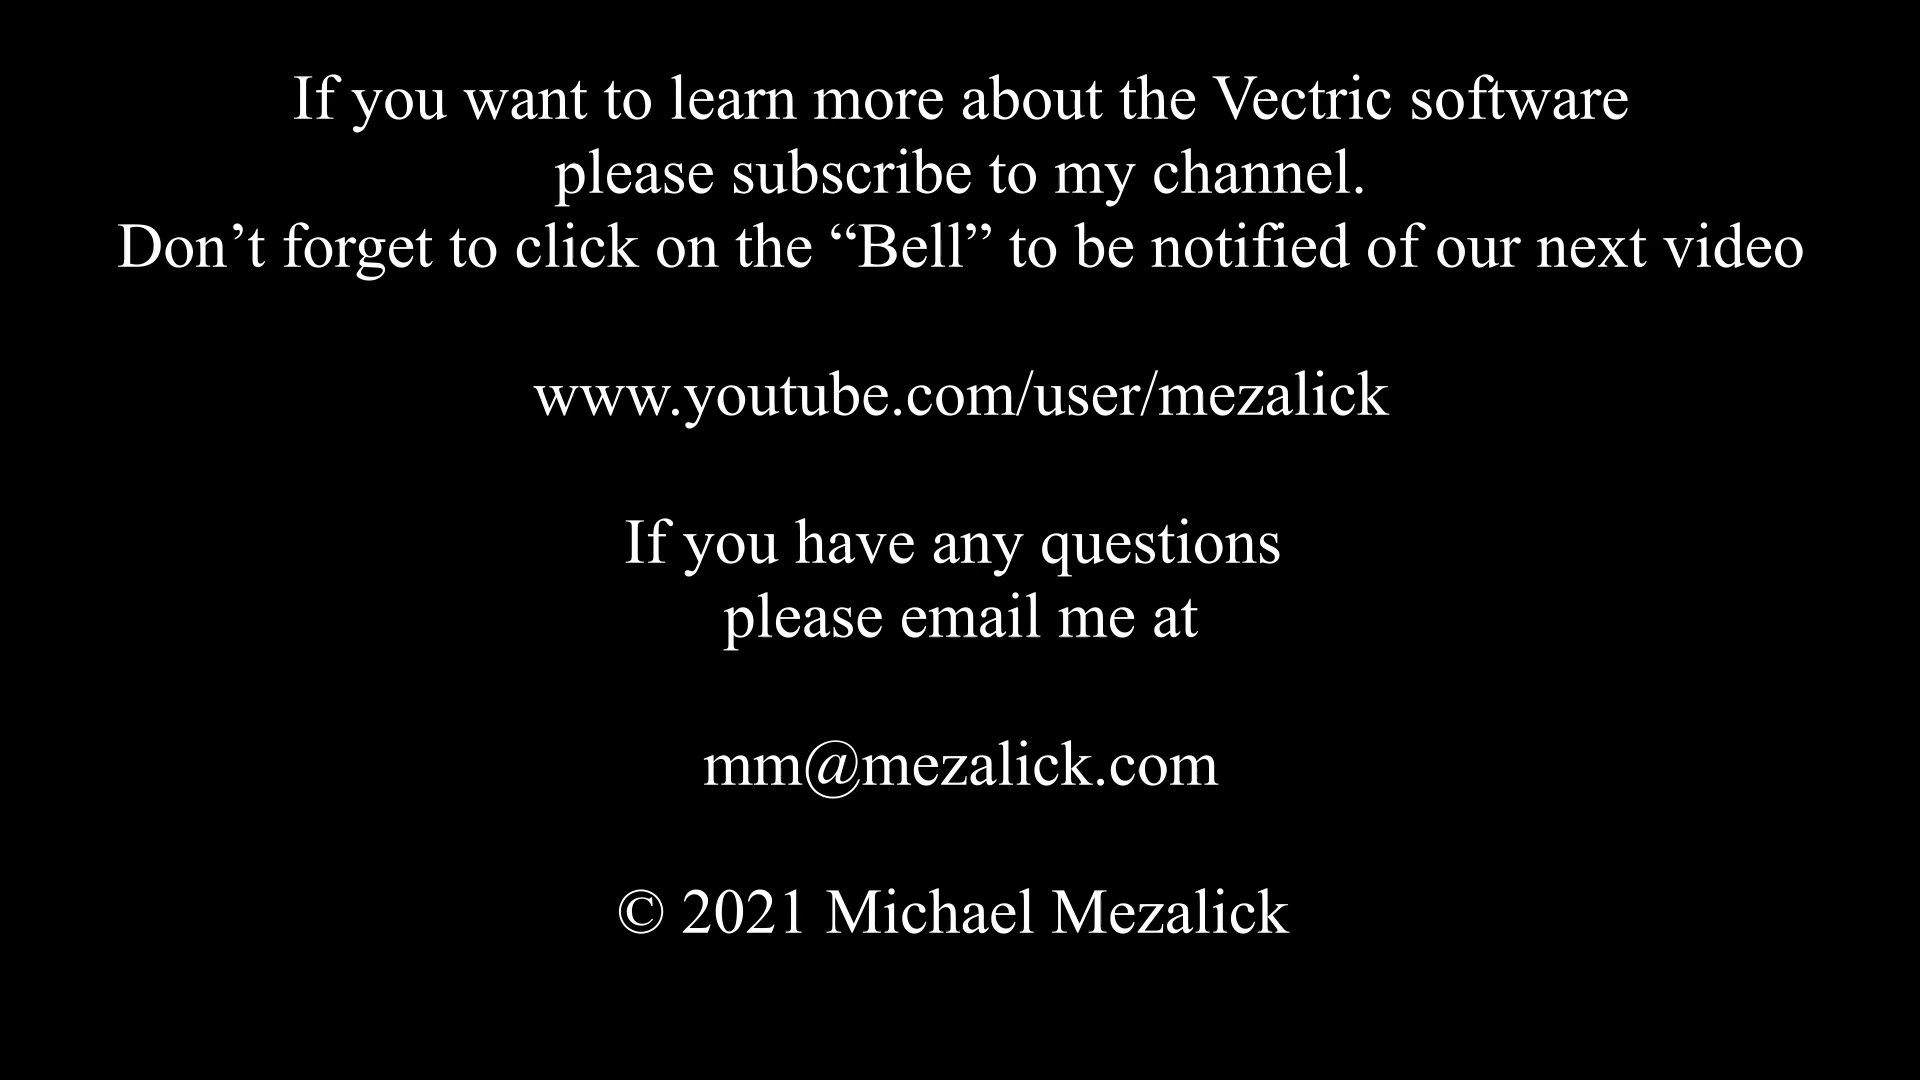 If you want to learn more about the Vectric software
please subscribe to my channel.
Don’t forget to click on the “Bell” to be notified of our next video
www.youtube.com/user/mezalick
If you have any questions
please email me at
mm@mezalick.com
© 2021 Michael Mezalick